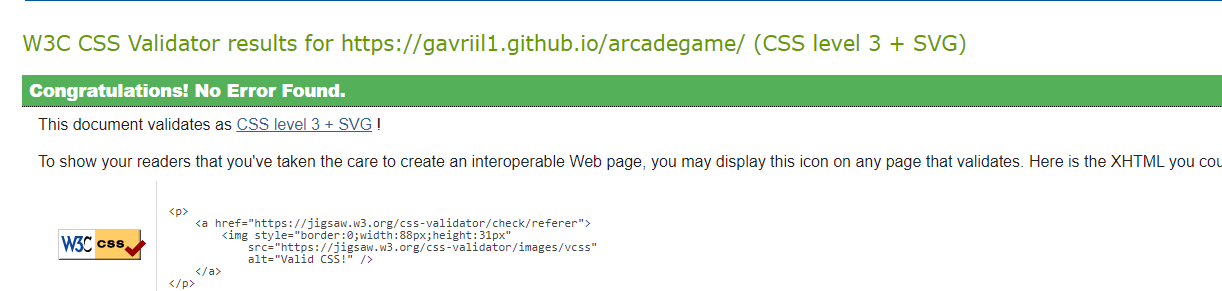 W3C CSS Validator results for https://gavriil1.github.io/arcadegame/ (CSS level 3 + SVG)
Congratulations! No Error Found.
This document validates as CSS level 3 + SVG !
To show your readers that you've taken the care to create an interoperable Web page, you may display this icon on any page that validates. Here is the XHTML you cou
<p>
<a href="https://jigsaw.w3.org/css-validator/check/referer">
<img style="border:0;width:88px;height:31px"
src="https://jigsaw.w3.org/css-validator/images/vcss"
alt="Valid CSS!" />
</a>
</p>
W3C css